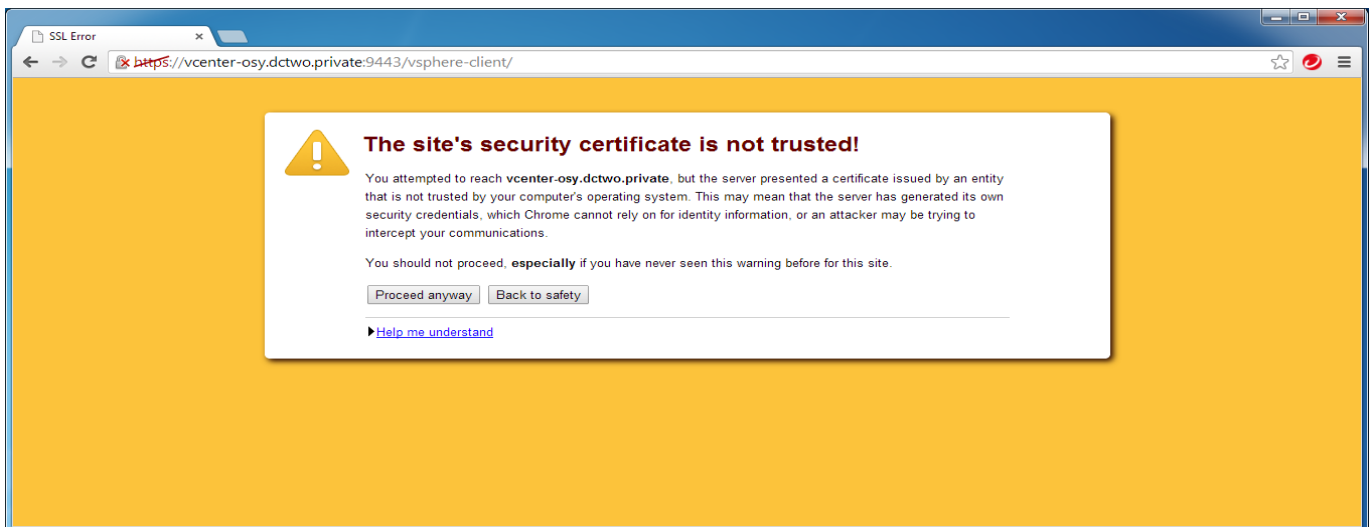 SSL Error
https://vcenter-osy.dctwo.private:9443/vsphere-client/
The site's security certificate is not trusted!
You attempted to reach vcenter-osy.dctwo.private, but the server presented a certificate issued by an entity
that is not trusted by your computer's operating system. This may mean that the server has generated its own
security credentials, which Chrome cannot rely on for identity information, or an attacker may be trying to
intercept your communications.
You should not proceed, especially if you have never seen this warning before for this site.
Proceed anyway Back to safety
Help me understand